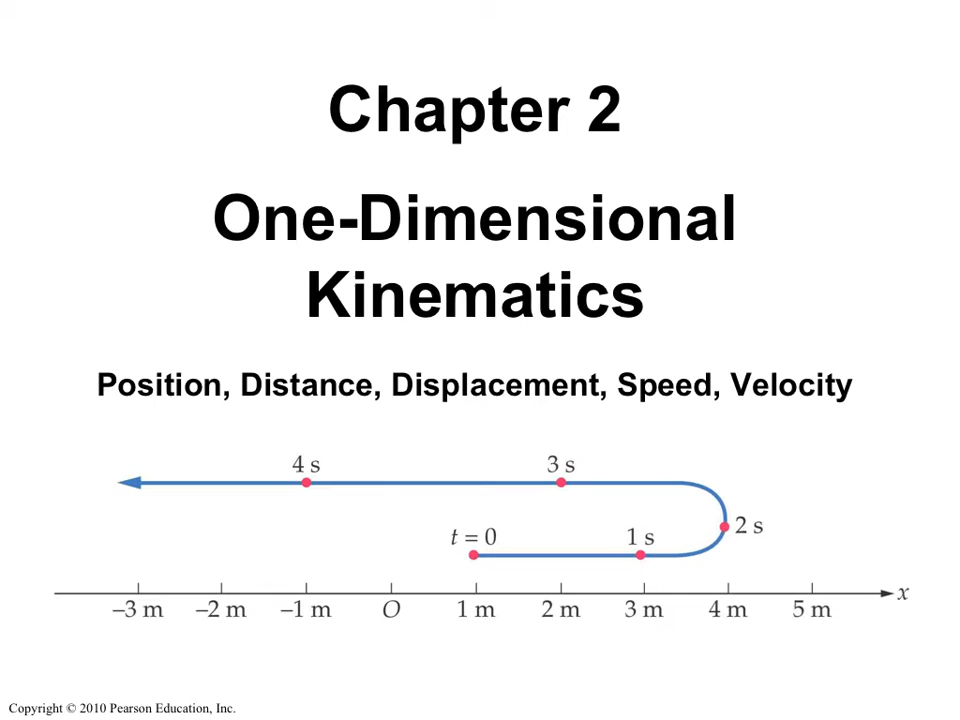 Chapter 2
One-Dimensional
Kinematics
Position, Distance, Displacement, Speed, Velocity
4 s
3 s
2 s
t = 0
1 s
x
–3 m
–2 m
–1 m
O
1 m
2 m
3 m
4 m
5 m
Copyright © 2010 Pearson Education, Inc.